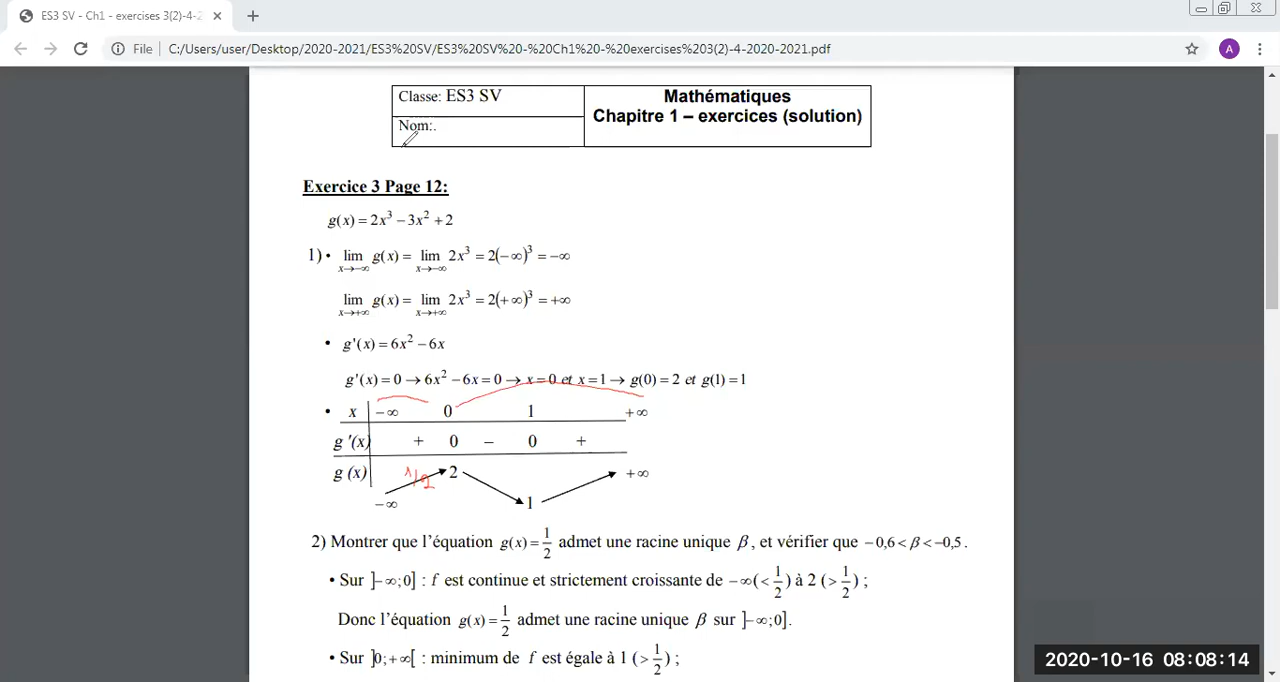 ES3 SV - Ch1 - exercises 3(2)-4-2
File C:/Users/user/Desktop/2020-2021/ES3%20SV/ES3%20SV%20-%20Ch1%20-%20exercises%203(2)-4-2020-2021.pdf
A
Classe: ES3 SV
Nom:.
Mathématiques
Chapitre 1 – exercices (solution)
Exercice 3 Page 12:
g(x) = 2x³ − 3x² + 2
1) • lim x→−∞ g(x) = lim x→−∞ 2x³ = 2(−∞)³ = −∞
lim x→+∞ g(x) = lim x→+∞ 2x³ = 2(+∞)³ = +∞
• g'(x) = 6x² − 6x
g'(x) = 0 → 6x² − 6x = 0 → x = 0 et x = 1 → g(0) = 2 et g(1) = 1
• x −∞ 0 1 +∞
g '(x) + 0 − 0 +
g (x) −∞ 1/2 2 1 +∞
2) Montrer que l’équation g(x) = 1/2 admet une racine unique β, et vérifier que −0,6 < β < −0,5.
• Sur ]−∞;0] : f est continue et strictement croissante de −∞(< 1/2) à 2 (> 1/2) ;
Donc l’équation g(x) = 1/2 admet une racine unique β sur ]−∞;0].
• Sur ]0;+∞[ : minimum de f est égale à 1 (> 1/2) ;
2020-10-16 08:08:14